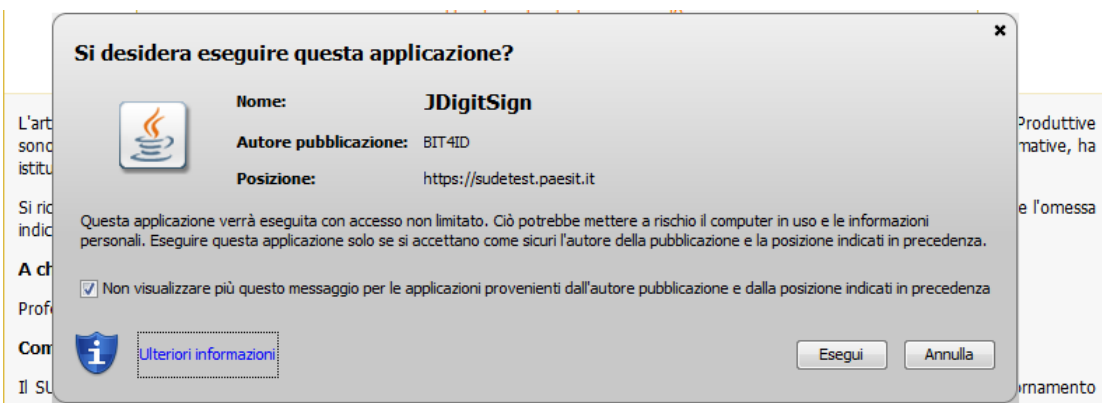 Si desidera eseguire questa applicazione?
Nome: JDigitSign
Autore pubblicazione: BIT4ID
Posizione: https://sudetest.paesit.it
Questa applicazione verrà eseguita con accesso non limitato. Ciò potrebbe mettere a rischio il computer in uso e le informazioni
personali. Eseguire questa applicazione solo se si accettano come sicuri l'autore della pubblicazione e la posizione indicati in precedenza.
Non visualizzare più questo messaggio per le applicazioni provenienti dall'autore pubblicazione e dalla posizione indicati in precedenza
Ulteriori informazioni
Esegui Annulla
L'art
Produttive
sono
mative, ha
istitu
Si ric
e l'omessa
indic
A ch
Profe
Com
Il SU
ornamento